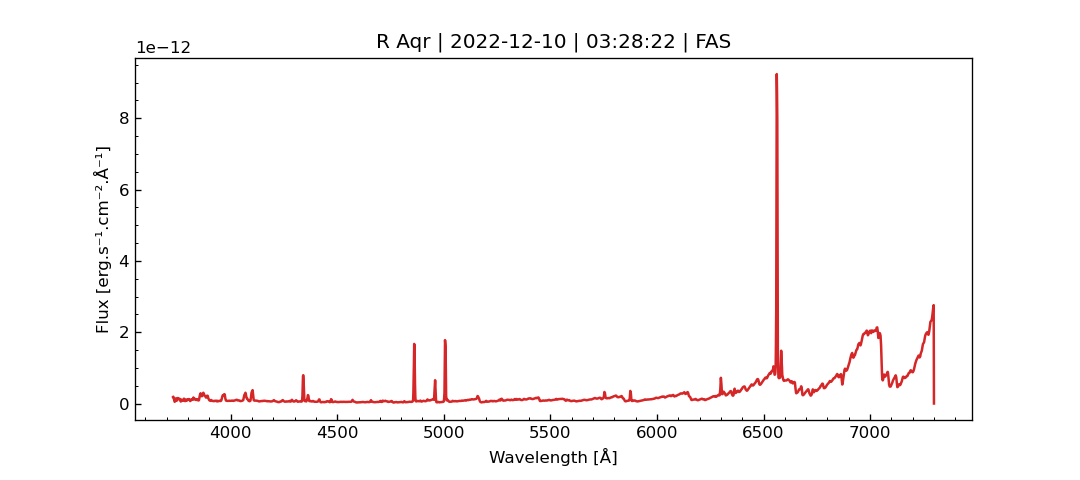 R Aqr | 2022-12-10 | 03:28:22 | FAS
1e−12
8
6
4
2
0
Flux [erg.s⁻¹.cm⁻².Å⁻¹]
4000 4500 5000 5500 6000 6500 7000
Wavelength [Å]